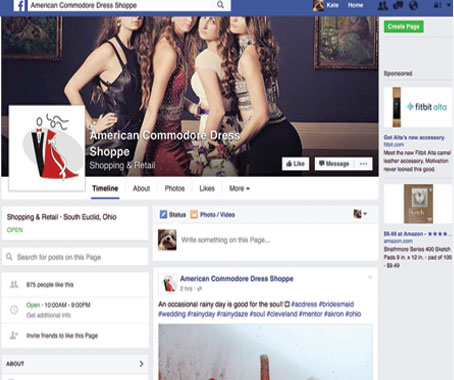 American Commodore Dress Shoppe
Kate
Home
Create Page
American Commodore Dress
Shoppe
Shopping & Retail
Like
Message
Timeline
About
Photos
Likes
More
Sponsored
fitbit alta
Get Alta's new accessory.
fitbit.com
Meet the new Fitbit Alta camel
leather accessory. Motivation
never looked this good.
Shopping & Retail · South Euclid, Ohio
OPEN
Search for posts on this Page
875 people like this
Open · 10:00AM - 9:00PM
Get additional info
Invite friends to like this Page
ABOUT
Status
Photo / Video
Write something on this Page...
American Commodore Dress Shoppe
2 hrs ·
An occasional rainy day is good for the soul! #acdress #bridesmaid
#wedding #rainyday #rainydaze #soul #cleveland #mentor #akron #ohio
Sketch
$9.49 at Amazon -
amazon.com
Strathmore Series 400 Sketch
Pads 9 in. x 12 in. - pad of 100
- $9.49